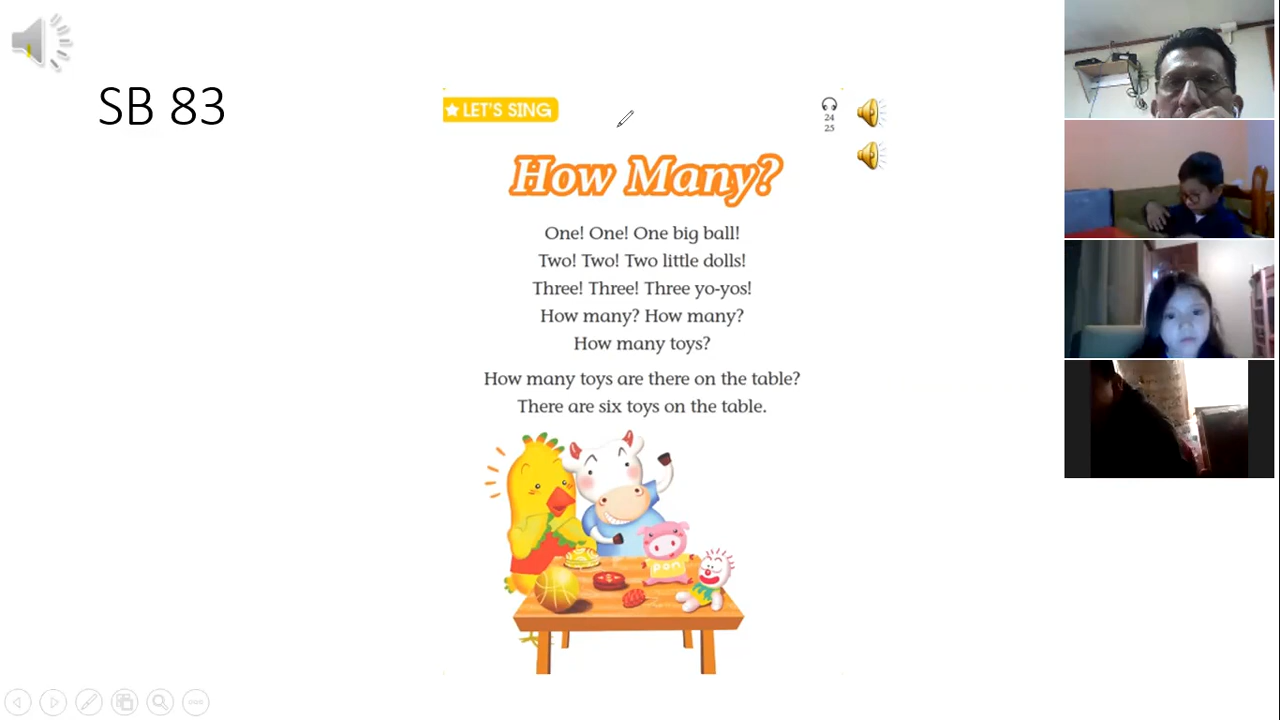 SB 83
LET'S SING
24
25
How Many?
One! One! One big ball!
Two! Two! Two little dolls!
Three! Three! Three yo-yos!
How many? How many?
How many toys?
How many toys are there on the table?
There are six toys on the table.
pon